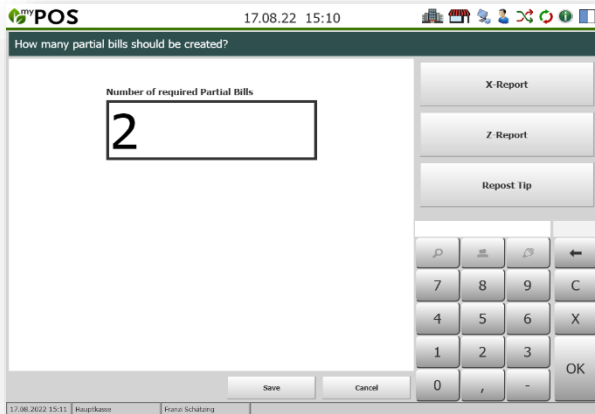 myPOS
17.08.22 15:10
How many partial bills should be created?
Number of required Partial Bills
2
X-Report
Z-Report
Repost Tip
7 8 9 C
4 5 6 X
1 2 3
OK
0 , -
Save Cancel
17.08.2022 15:11 Hauptkasse Franzi Schätzing